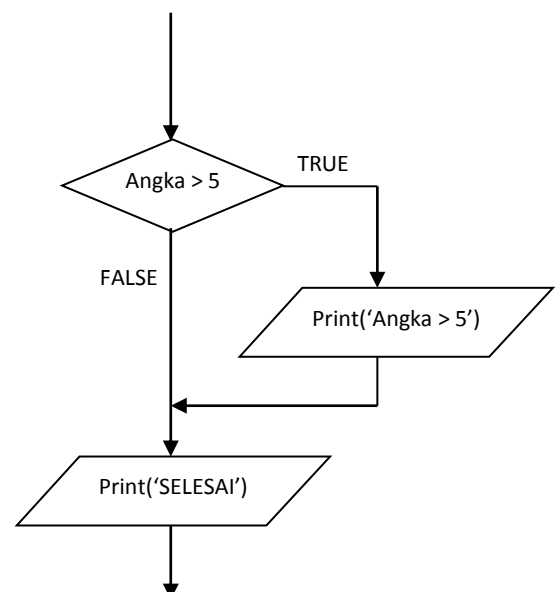 Angka > 5
TRUE
FALSE
Print(‘Angka > 5’)
Print(‘SELESAI’)